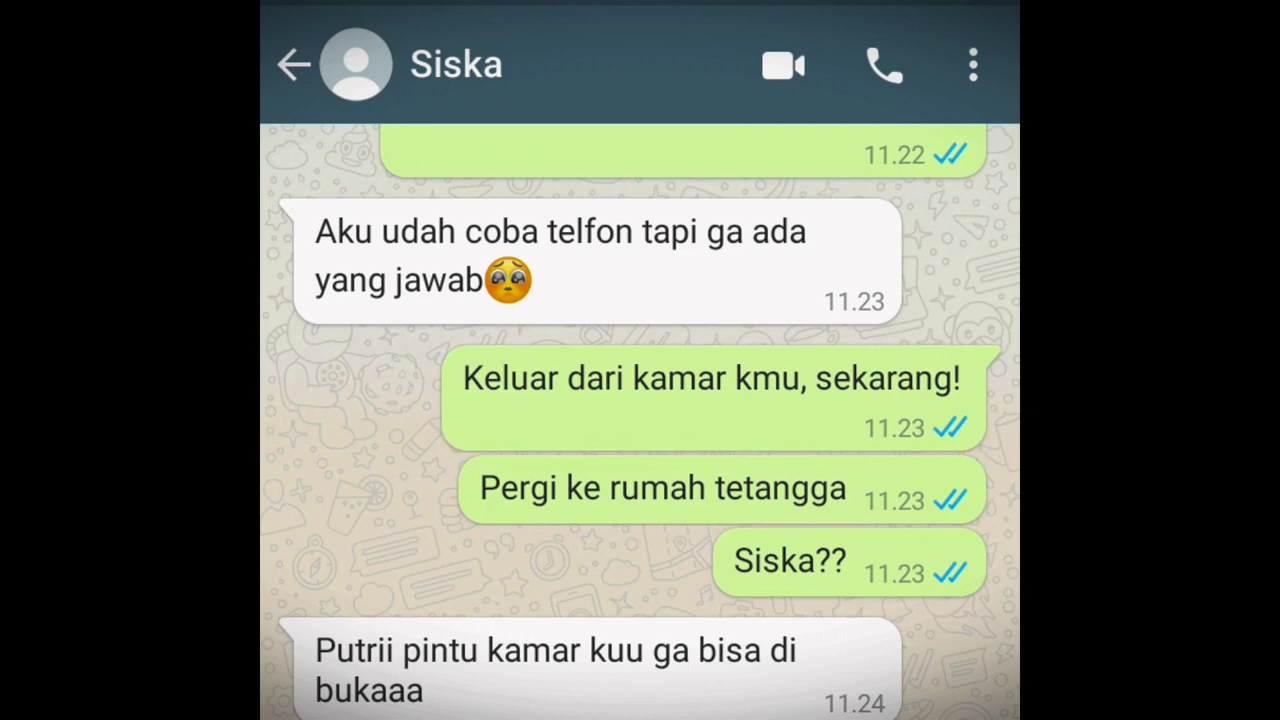 Siska
11.22
Aku udah coba telfon tapi ga ada
yang jawab🥺
11.23
Keluar dari kamar kmu, sekarang!
11.23
Pergi ke rumah tetangga 11.23
Siska?? 11.23
Putrii pintu kamar kuu ga bisa di
bukaaa
11.24